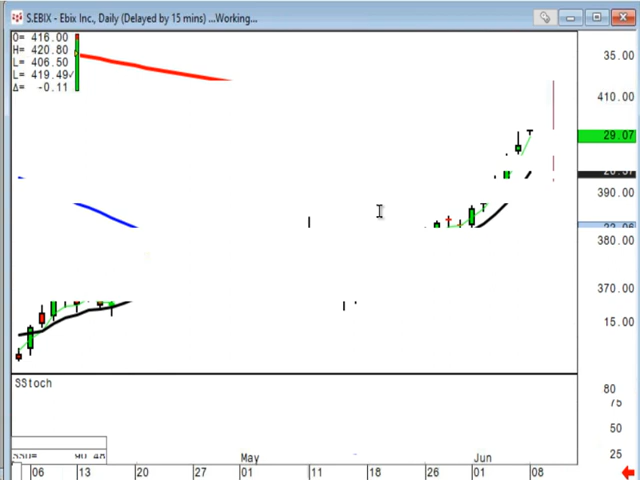 S.EBIX - Ebix Inc., Daily (Delayed by 15 mins) ...Working...
O= 416.00
H= 420.80
L= 406.50
L= 419.49✓
Δ= -0.11
35.00
410.00
29.07
390.00
380.00
370.00
15.00
SStoch
80
75
50
25
May
Jun
06 13 20 27 01 11 18 26 01 08